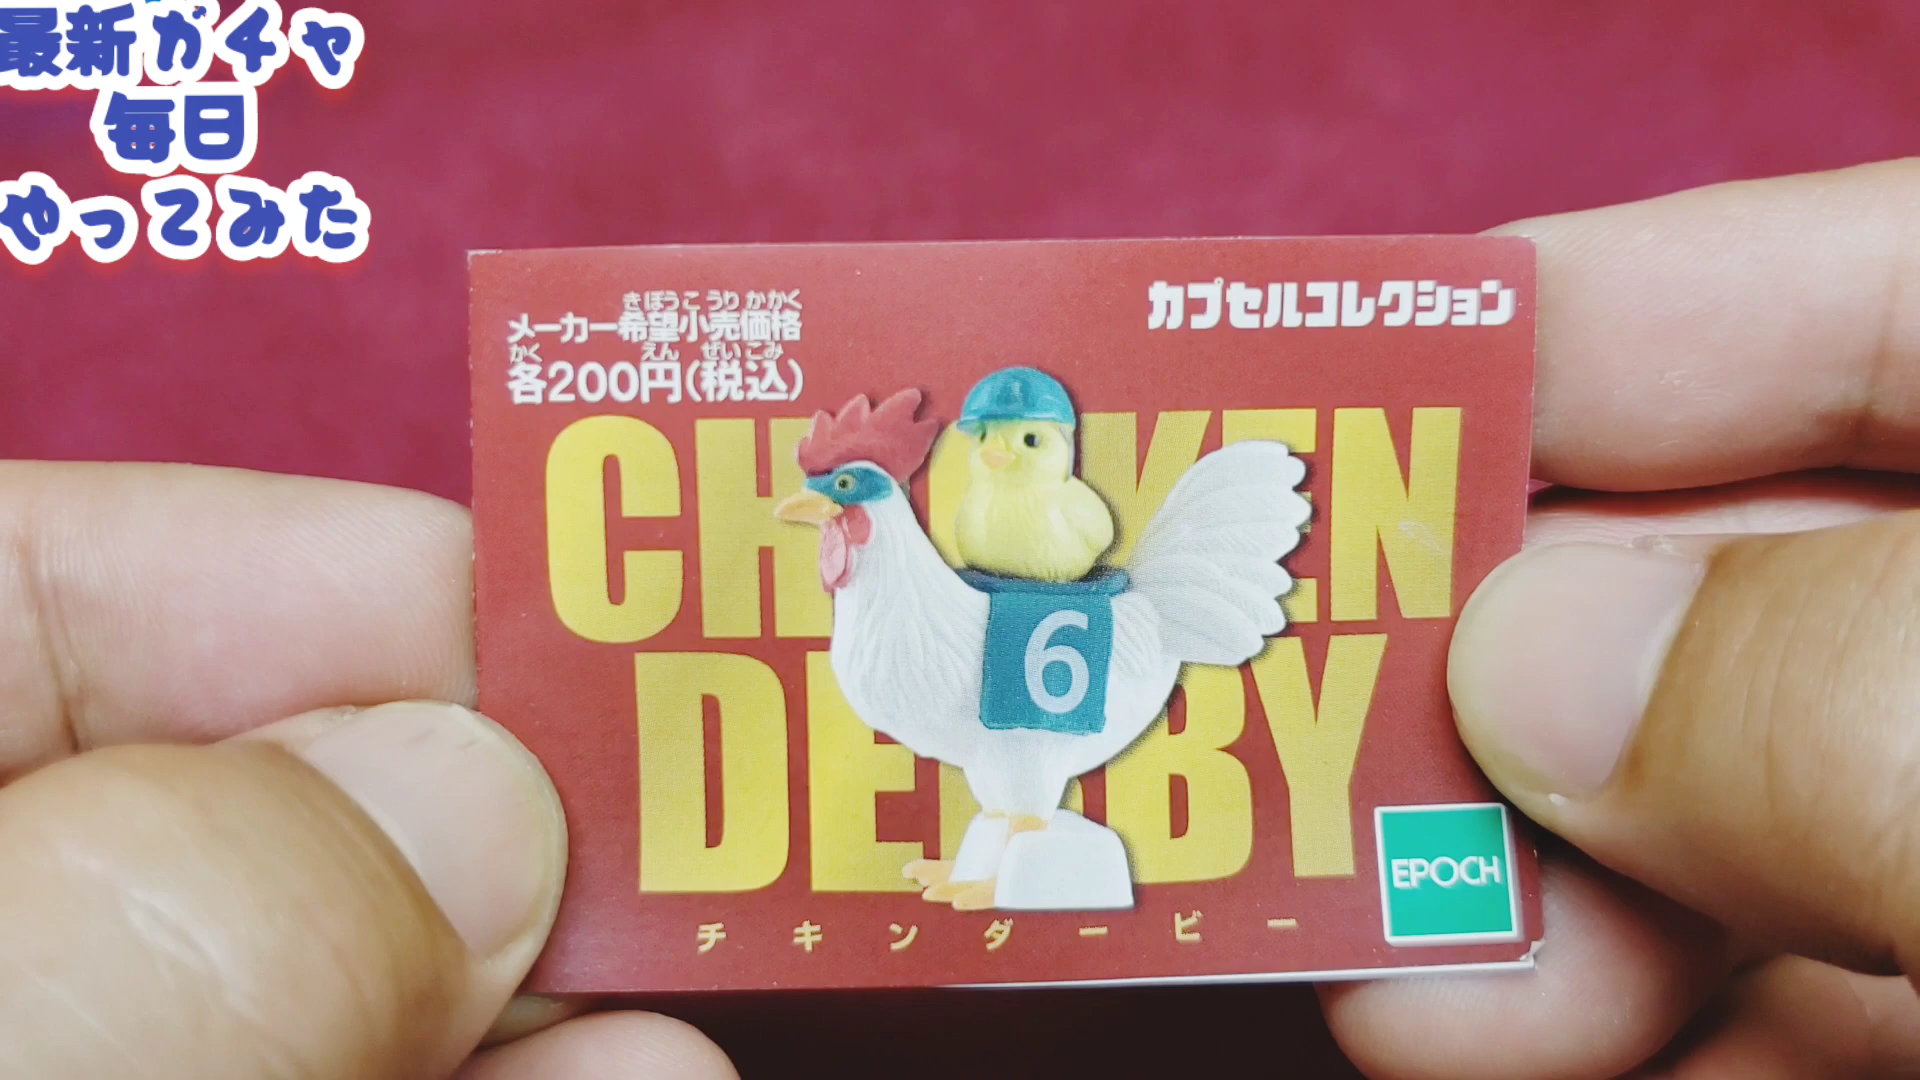 最新ガチャ
毎日
やってみた
きぼうこうりかかく
メーカー希望小売価格
かく えん ぜいこみ
各200円(税込)
カプセルコレクション
CHICKEN
DERBY
6
チキンダービー
EPOCH